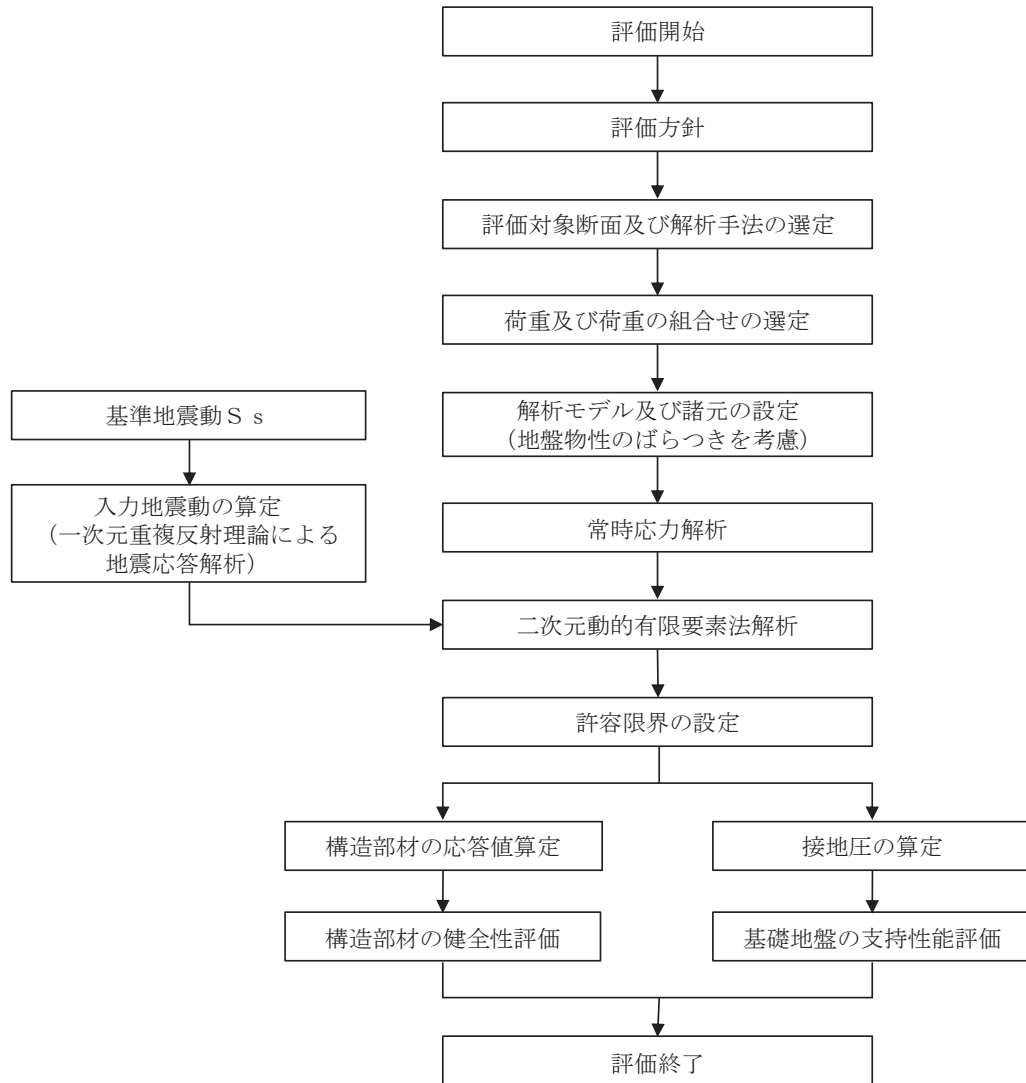 評価開始
評価方針
評価対象断面及び解析手法の選定
荷重及び荷重の組合せの選定
解析モデル及び諸元の設定
（地盤物性のばらつきを考慮）
基準地震動Ｓｓ
入力地震動の算定
（一次元重複反射理論による
地震応答解析）
常時応力解析
二次元動的有限要素法解析
許容限界の設定
構造部材の応答値算定
接地圧の算定
構造部材の健全性評価
基礎地盤の支持性能評価
評価終了